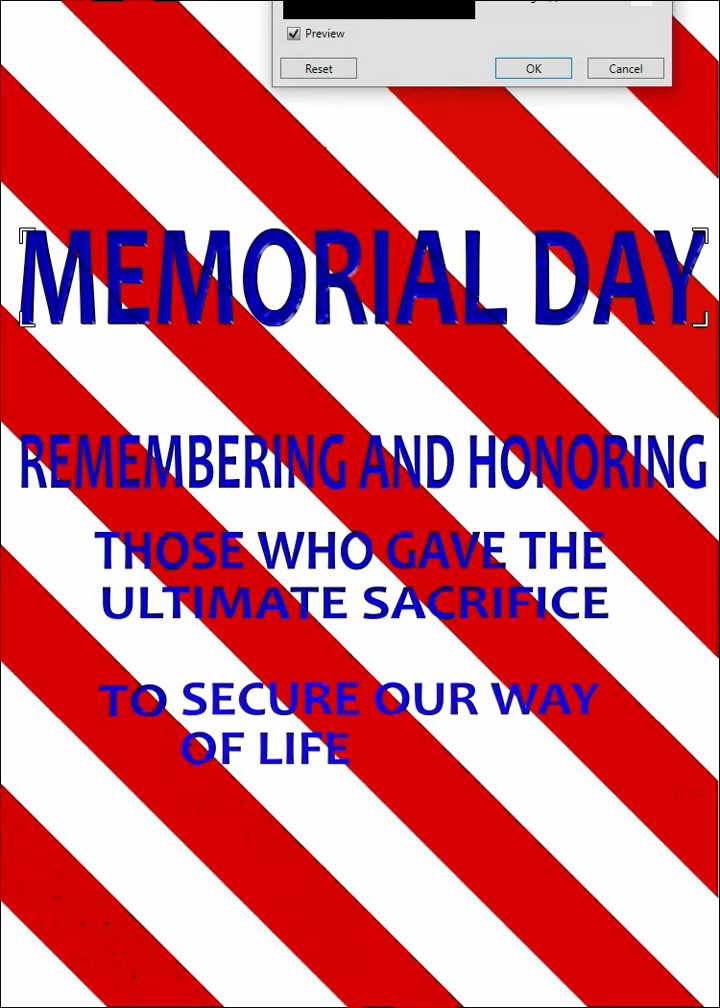 Preview
Reset OK Cancel
MEMORIAL DAY
REMEMBERING AND HONORING
THOSE WHO GAVE THE
ULTIMATE SACRIFICE
TO SECURE OUR WAY
OF LIFE